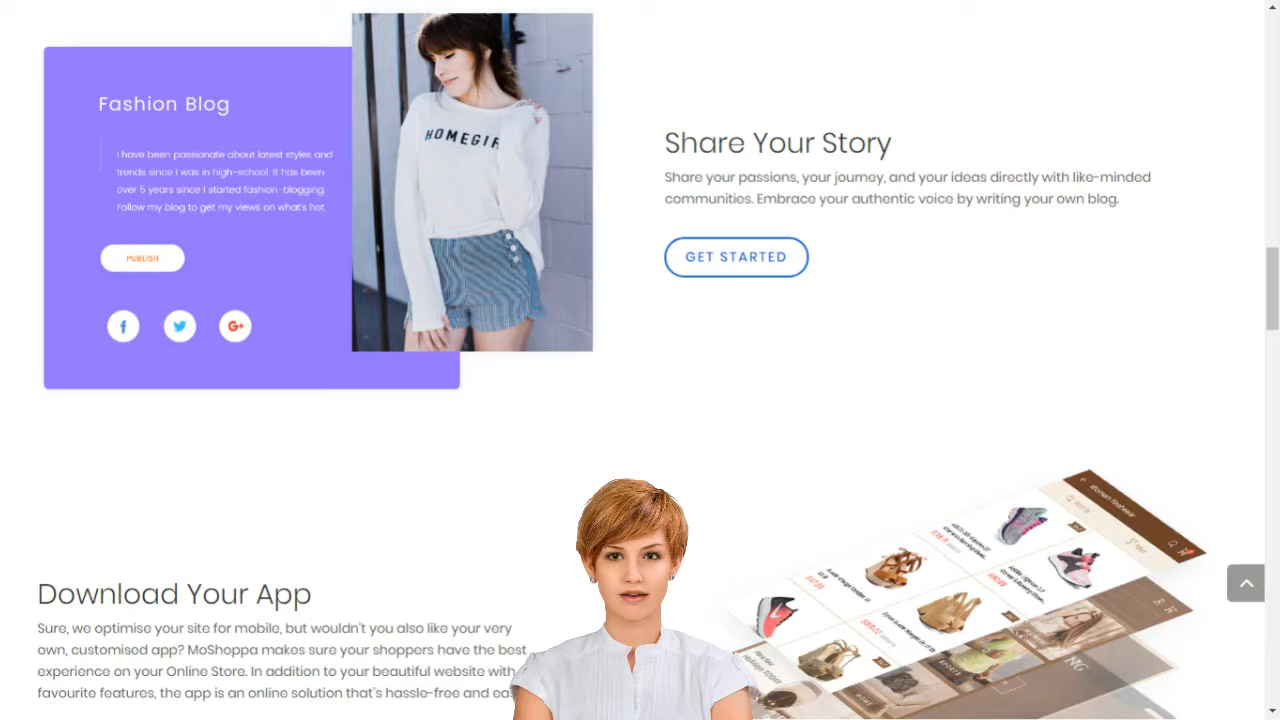 Fashion Blog
I have been passionate about latest styles and
trends since I was in high-school. It has been
over 5 years since I started fashion-blogging.
Follow my blog to get my views on what's hot.
PUBLISH
HOMEGIR
Share Your Story
Share your passions, your journey, and your ideas directly with like-minded
communities. Embrace your authentic voice by writing your own blog.
GET STARTED
Download Your App
Sure, we optimise your site for mobile, but wouldn't you also like your very
own, customised app? MoShoppa makes sure your shoppers have the best
experience on your Online Store. In addition to your beautiful website with
favourite features, the app is an online solution that's hassle-free and
Women Footwear
Filter